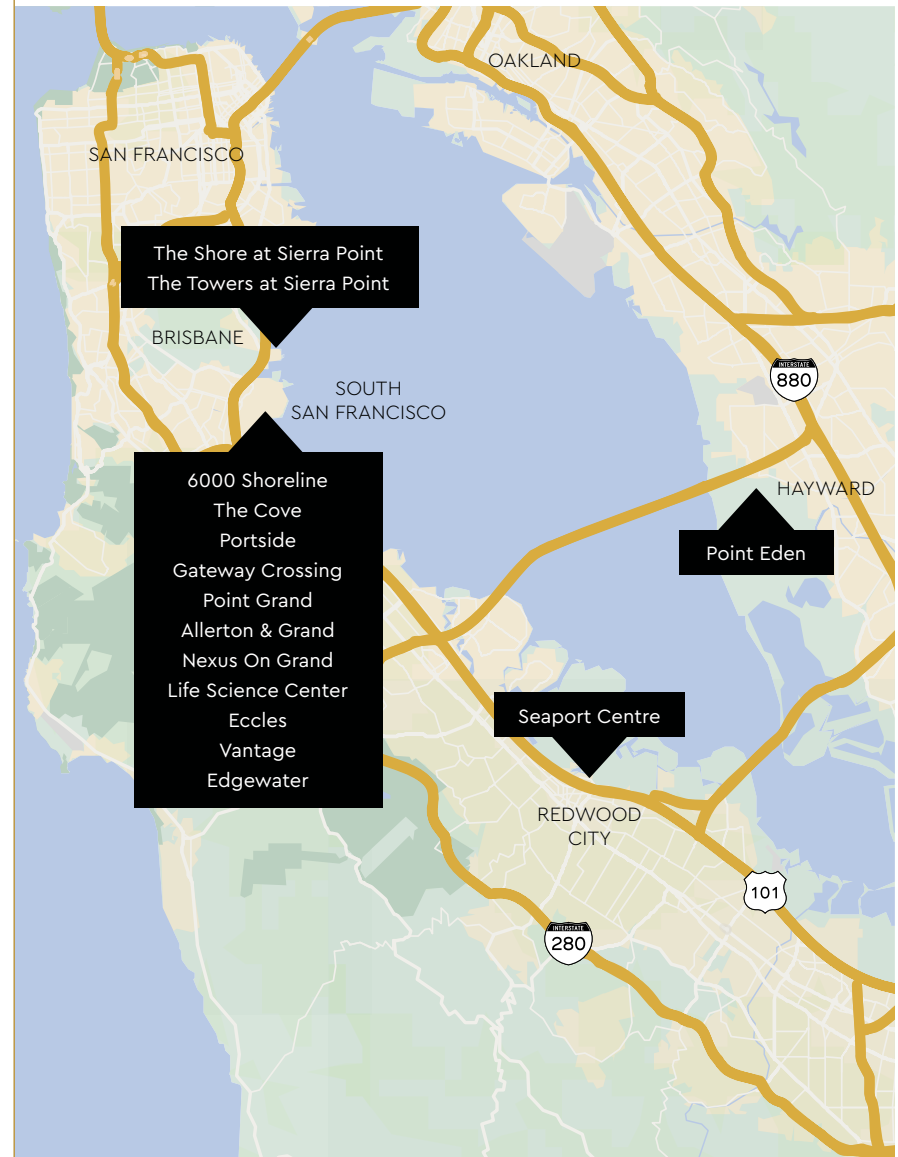 OAKLAND
SAN FRANCISCO
The Shore at Sierra Point
The Towers at Sierra Point
BRISBANE
INTERSTATE
880
SOUTH
SAN FRANCISCO
6000 Shoreline
The Cove
Portside
Gateway Crossing
Point Grand
Allerton & Grand
Nexus On Grand
Life Science Center
Eccles
Vantage
Edgewater
HAYWARD
Point Eden
Seaport Centre
REDWOOD
CITY
101
INTERSTATE
280